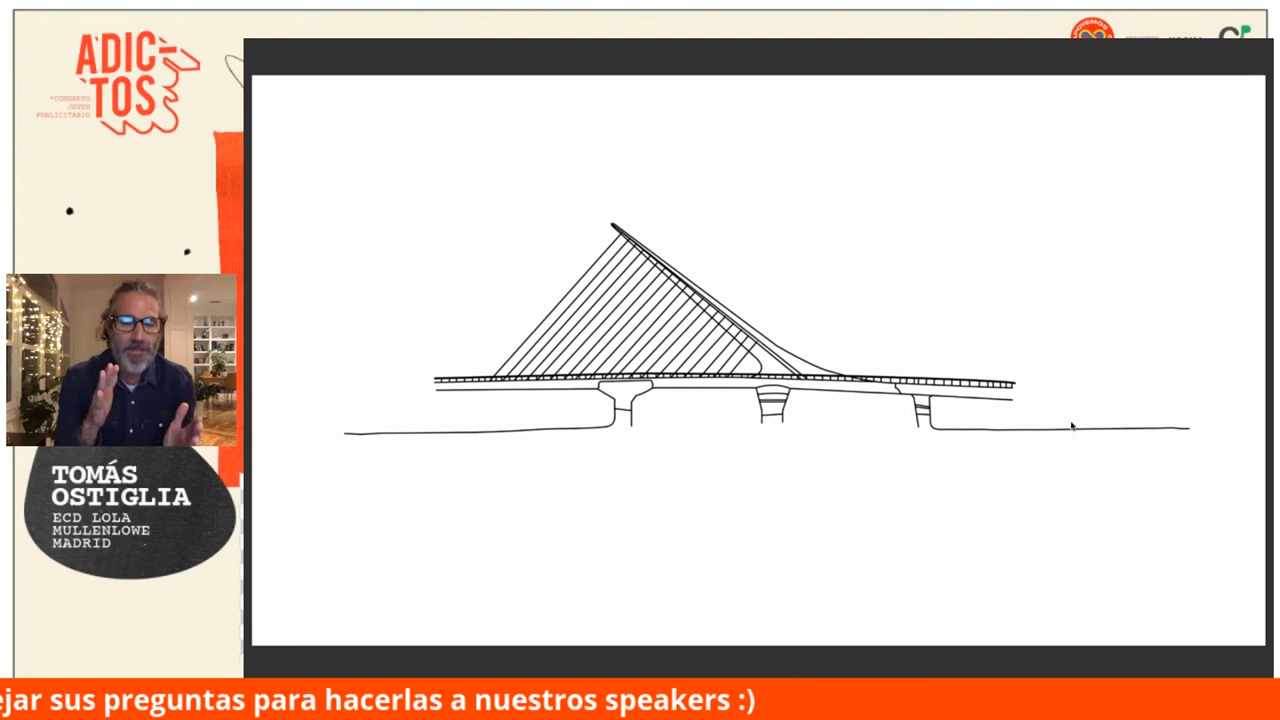 ADIC-
TOS
*CONGRESO
JOVEN
PUBLICITARIO
TOMÁS
OSTIGLIA
ECD LOLA
MULLENLOWE
MADRID
ejar sus preguntas para hacerlas a nuestros speakers :)